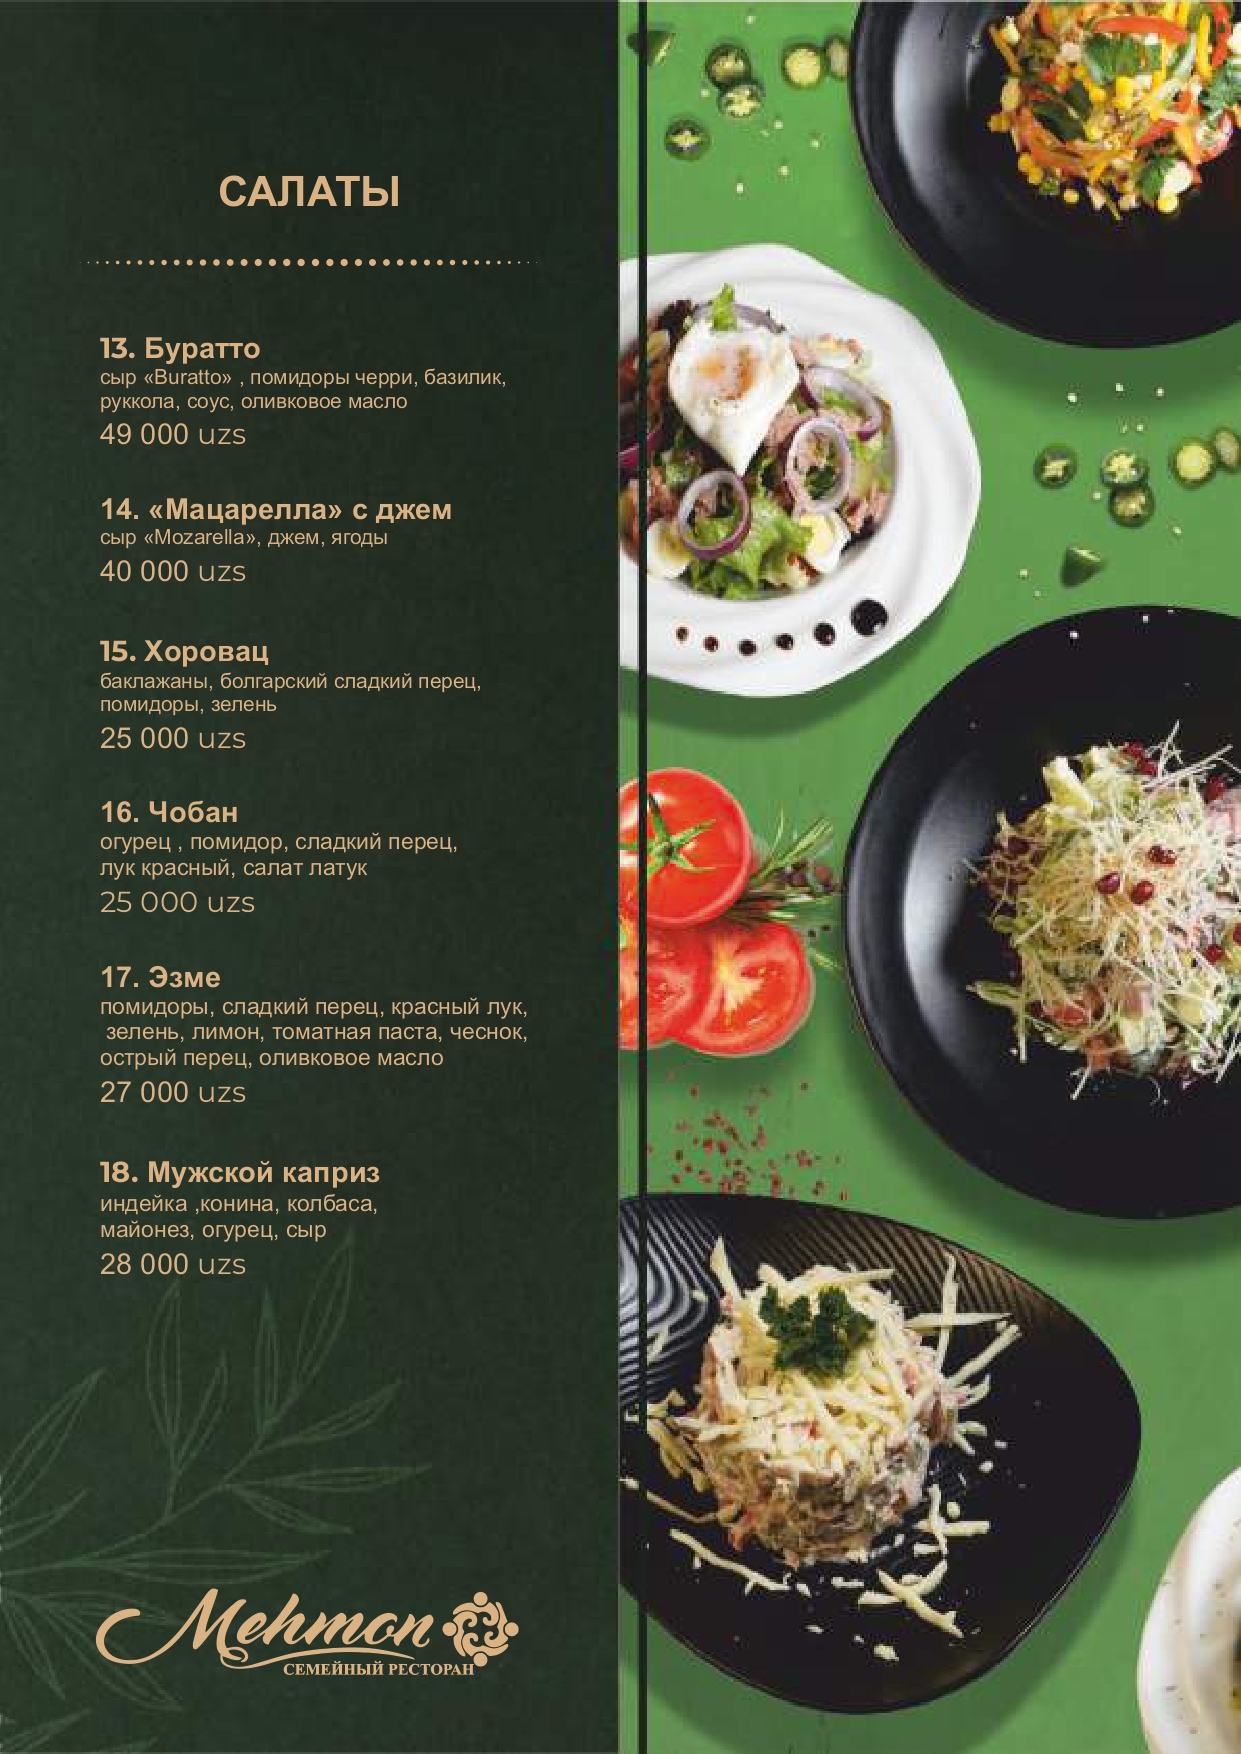 САЛАТЫ
13. Буратто
сыр «Buratto» , помидоры черри, базилик,
руккола, соус, оливковое масло
49 000 uzs
14. «Мацарелла» с джем
сыр «Mozarella», джем, ягоды
40 000 uzs
15. Хоровац
баклажаны, болгарский сладкий перец,
помидоры, зелень
25 000 uzs
16. Чобан
огурец , помидор, сладкий перец,
лук красный, салат латук
25 000 uzs
17. Эзме
помидоры, сладкий перец, красный лук,
зелень, лимон, томатная паста, чеснок,
острый перец, оливковое масло
27 000 uzs
18. Мужской каприз
индейка ,конина, колбаса,
майонез, огурец, сыр
28 000 uzs
Mehmon
СЕМЕЙНЫЙ РЕСТОРАН